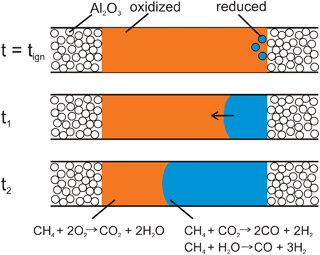 Al₂O₃ oxidized reduced
t = t_ign
t₁
t₂
CH₄ + 2O₂→CO₂ + 2H₂O CH₄ + CO₂→2CO + 2H₂
CH₄ + H₂O→CO + 3H₂